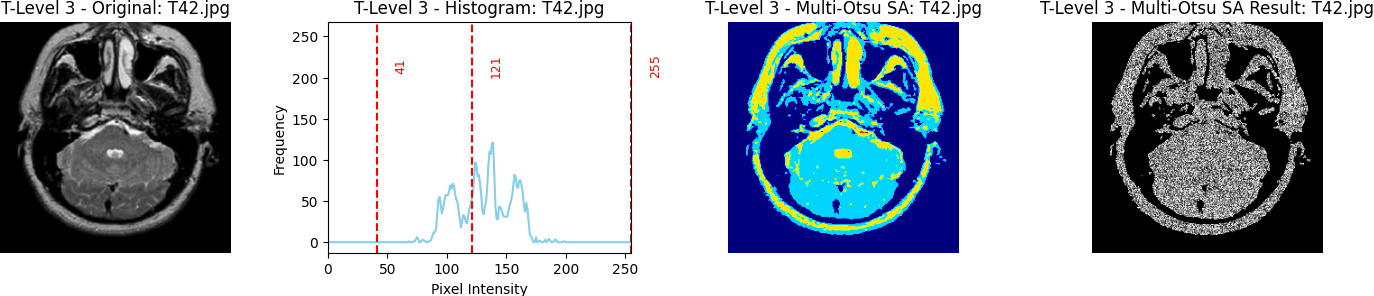 T-Level 3 - Original: T42.jpg
T-Level 3 - Histogram: T42.jpg
T-Level 3 - Multi-Otsu SA: T42.jpg
T-Level 3 - Multi-Otsu SA Result: T42.jpg
250
200
150
100
50
0
Frequency
41
121
255
0 50 100 150 200 250
Pixel Intensity